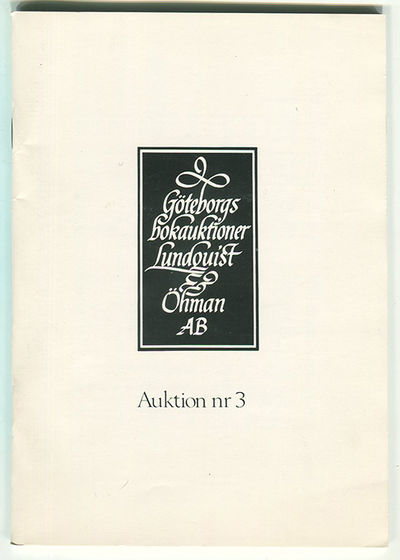 Göteborgs
bokauktioner
Lundquist
&
Öhman
AB
Auktion nr 3